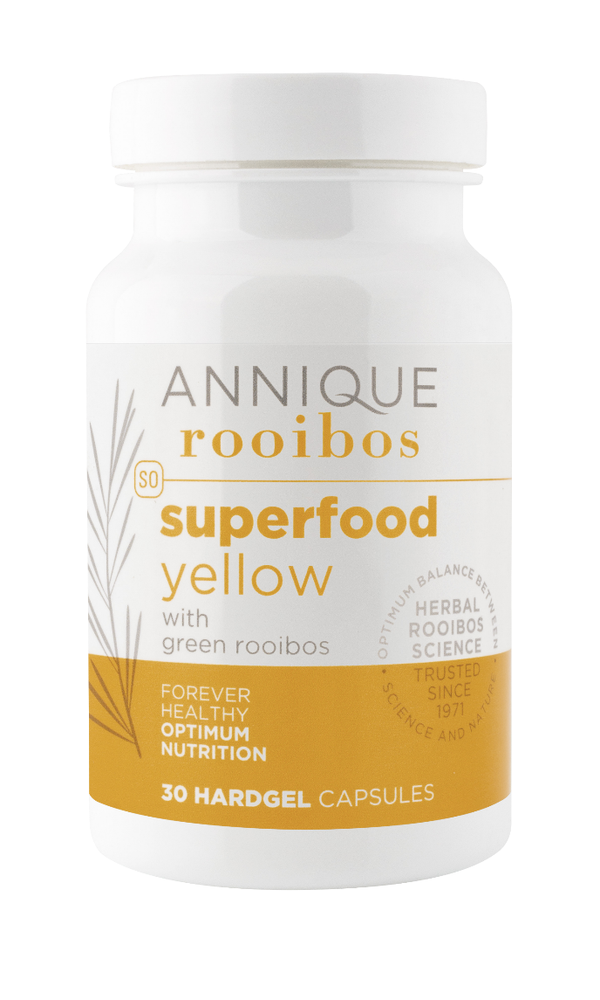 ANNIQUE
rooibos
SO
superfood
yellow
with
green rooibos
OPTIMUM BALANCE BETWEEN
HERBAL
ROOIBOS
SCIENCE
TRUSTED
SINCE
1971
• SCIENCE AND NATURE •
FOREVER
HEALTHY
OPTIMUM
NUTRITION
30 HARDGEL CAPSULES